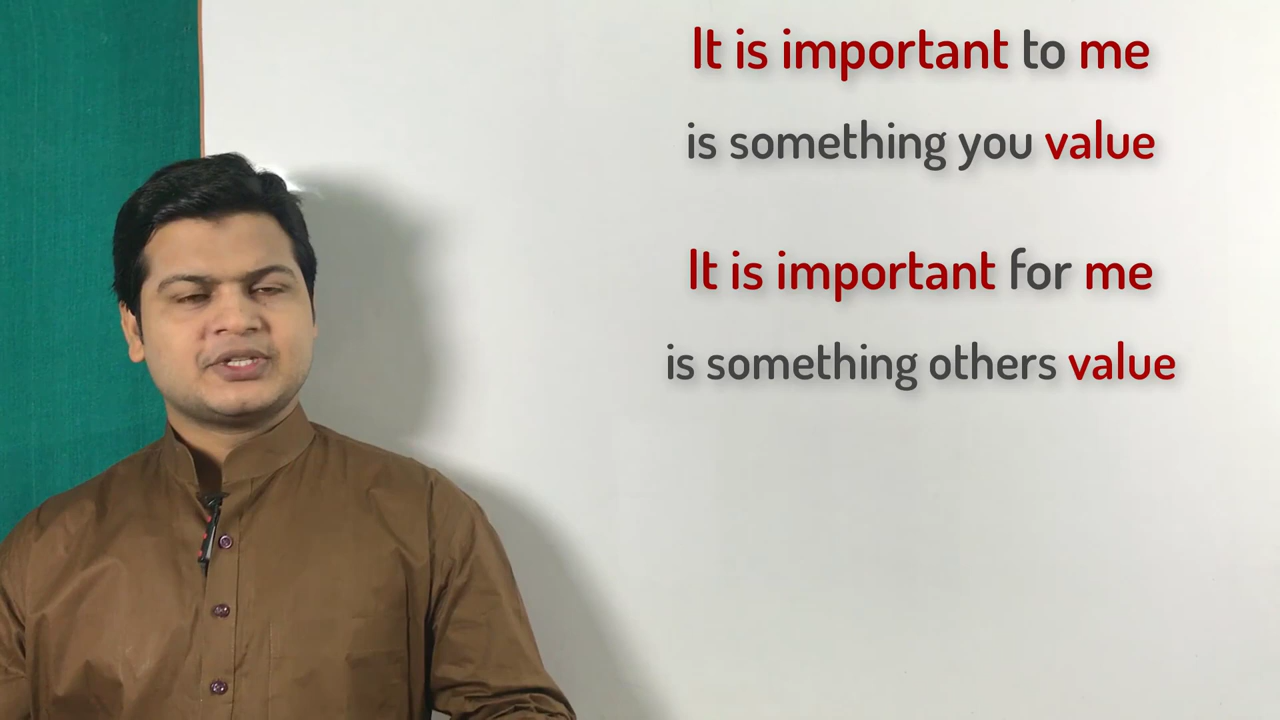 It is important to me
is something you value
It is important for me
is something others value